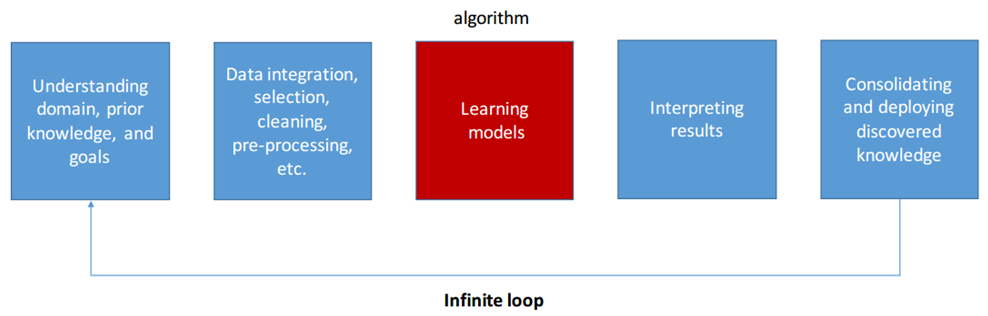 algorithm
Understanding
domain, prior
knowledge, and
goals
Data integration,
selection,
cleaning,
pre-processing,
etc.
Learning
models
Interpreting
results
Consolidating
and deploying
discovered
knowledge
Infinite loop